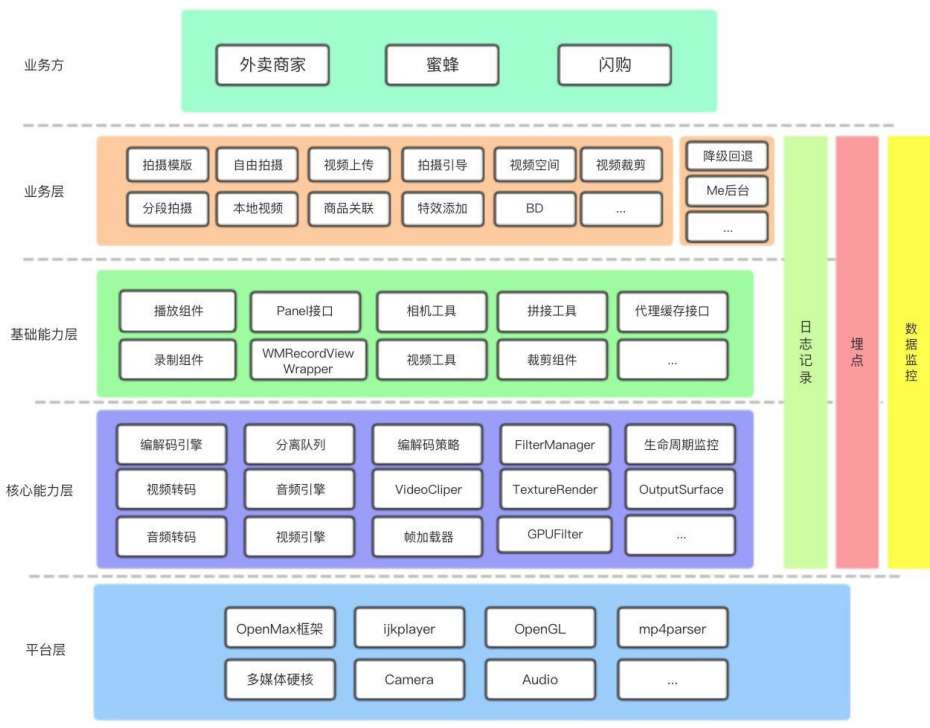 业务方
外卖商家
蜜蜂
闪购
业务层
拍摄模版
自由拍摄
视频上传
拍摄引导
视频空间
视频裁剪
分段拍摄
本地视频
商品关联
特效添加
BD
...
降级回退
Me后台
...
基础能力层
播放组件
Panel接口
相机工具
拼接工具
代理缓存接口
录制组件
WMRecordView
Wrapper
视频工具
裁剪组件
...
核心能力层
编解码引擎
分离队列
编解码策略
FilterManager
生命周期监控
视频转码
音频引擎
VideoCliper
TextureRender
OutputSurface
音频转码
视频引擎
帧加载器
GPUFilter
...
日志记录
埋点
数据监控
平台层
OpenMax框架
ijkplayer
OpenGL
mp4parser
多媒体硬核
Camera
Audio
...